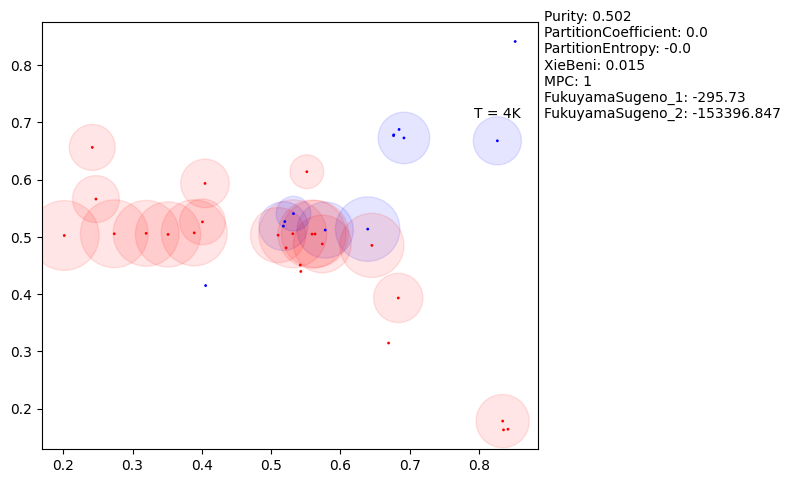 Purity: 0.502
PartitionCoefficient: 0.0
PartitionEntropy: -0.0
XieBeni: 0.015
MPC: 1
FukuyamaSugeno_1: -295.73
FukuyamaSugeno_2: -153396.847
T = 4K
0.8
0.7
0.6
0.5
0.4
0.3
0.2
0.2 0.3 0.4 0.5 0.6 0.7 0.8